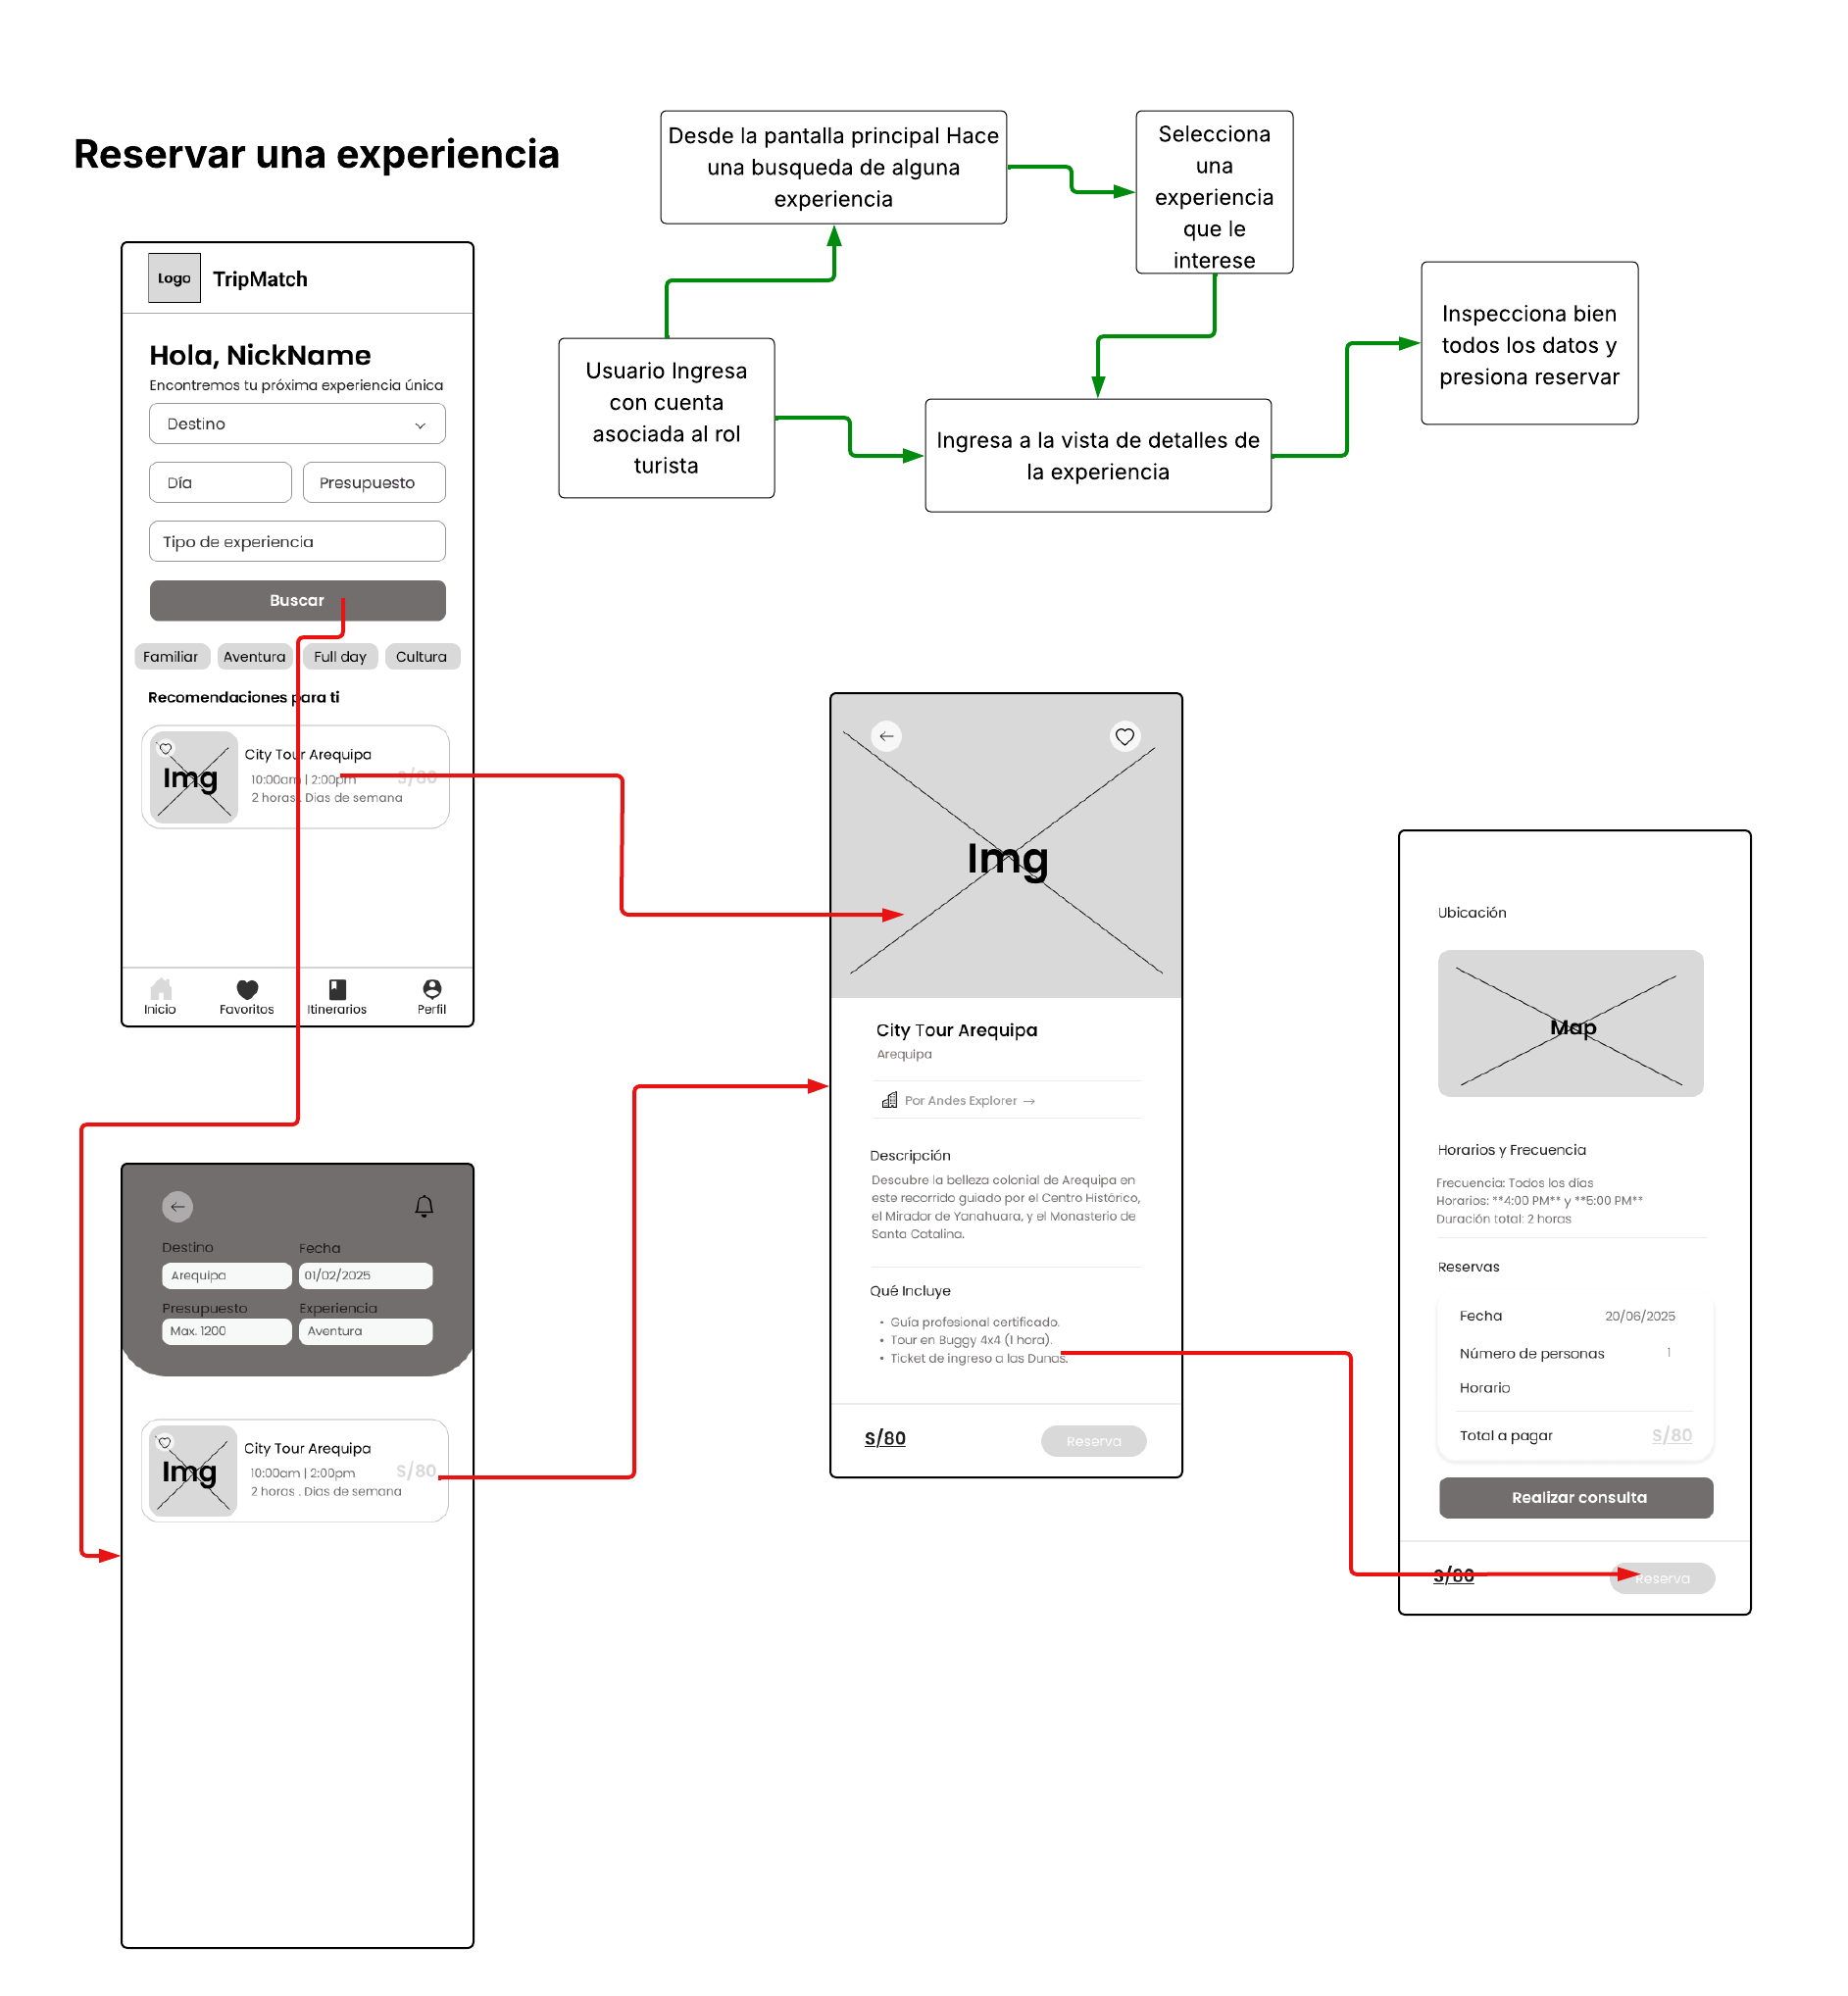 Reservar una experiencia
Desde la pantalla principal Hace
una busqueda de alguna
experiencia
Selecciona
una
experiencia
que le
interese
Usuario Ingresa
con cuenta
asociada al rol
turista
Ingresa a la vista de detalles de
la experiencia
Inspecciona bien
todos los datos y
presiona reservar
Logo
TripMatch
Hola, NickName
Encontremos tu próxima experiencia única
Destino
Día
Presupuesto
Tipo de experiencia
Buscar
Familiar
Aventura
Full day
Cultura
Recomendaciones para ti
Img
City Tour Arequipa
10:00am | 2:00pm
S/80
2 horas . Dias de semana
Inicio
Favoritos
Itinerarios
Perfil
Destino
Fecha
Arequipa
01/02/2025
Presupuesto
Experiencia
Max. 1200
Aventura
Img
City Tour Arequipa
10:00am | 2:00pm
S/80
2 horas . Dias de semana
Img
City Tour Arequipa
Arequipa
Por Andes Explorer →
Descripción
Descubre la belleza colonial de Arequipa en
este recorrido guiado por el Centro Histórico,
el Mirador de Yanahuara, y el Monasterio de
Santa Catalina.
Qué Incluye
• Guía profesional certificado.
• Tour en Buggy 4x4 (1 hora).
• Ticket de ingreso a las Dunas.
S/80
Reserva
Ubicación
Map
Horarios y Frecuencia
Frecuencia: Todos los días
Horarios: **4:00 PM** y **5:00 PM**
Duración total: 2 horas
Reservas
Fecha
20/06/2025
Número de personas
1
Horario
Total a pagar
S/80
Realizar consulta
S/80
Reserva